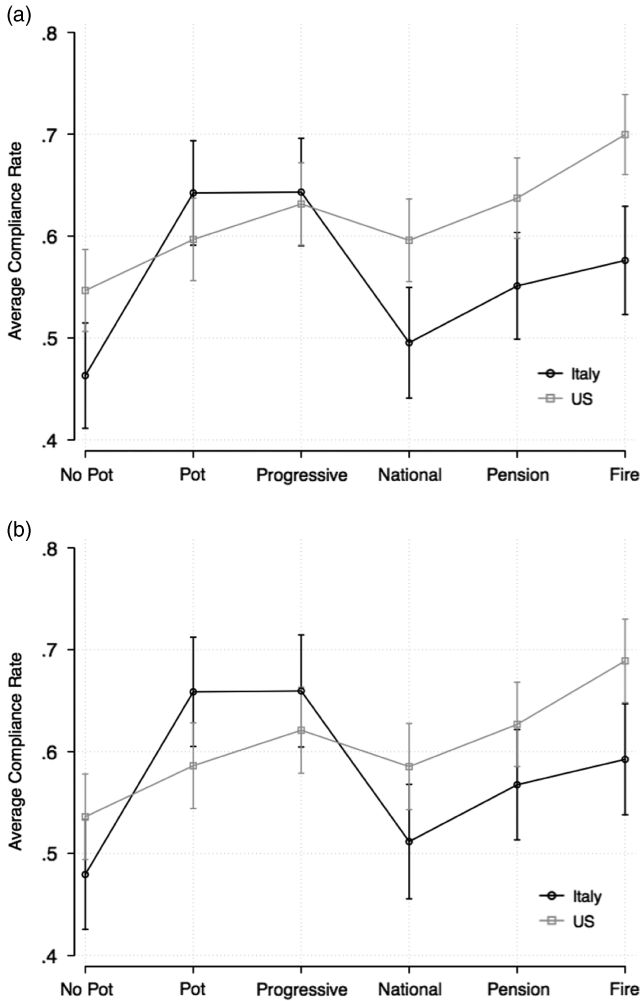 (a)
.8
.7
.6
.5
.4
Average Compliance Rate
Italy
US
No Pot Pot Progressive National Pension Fire
(b)
.8
.7
.6
.5
.4
Average Compliance Rate
Italy
US
No Pot Pot Progressive National Pension Fire